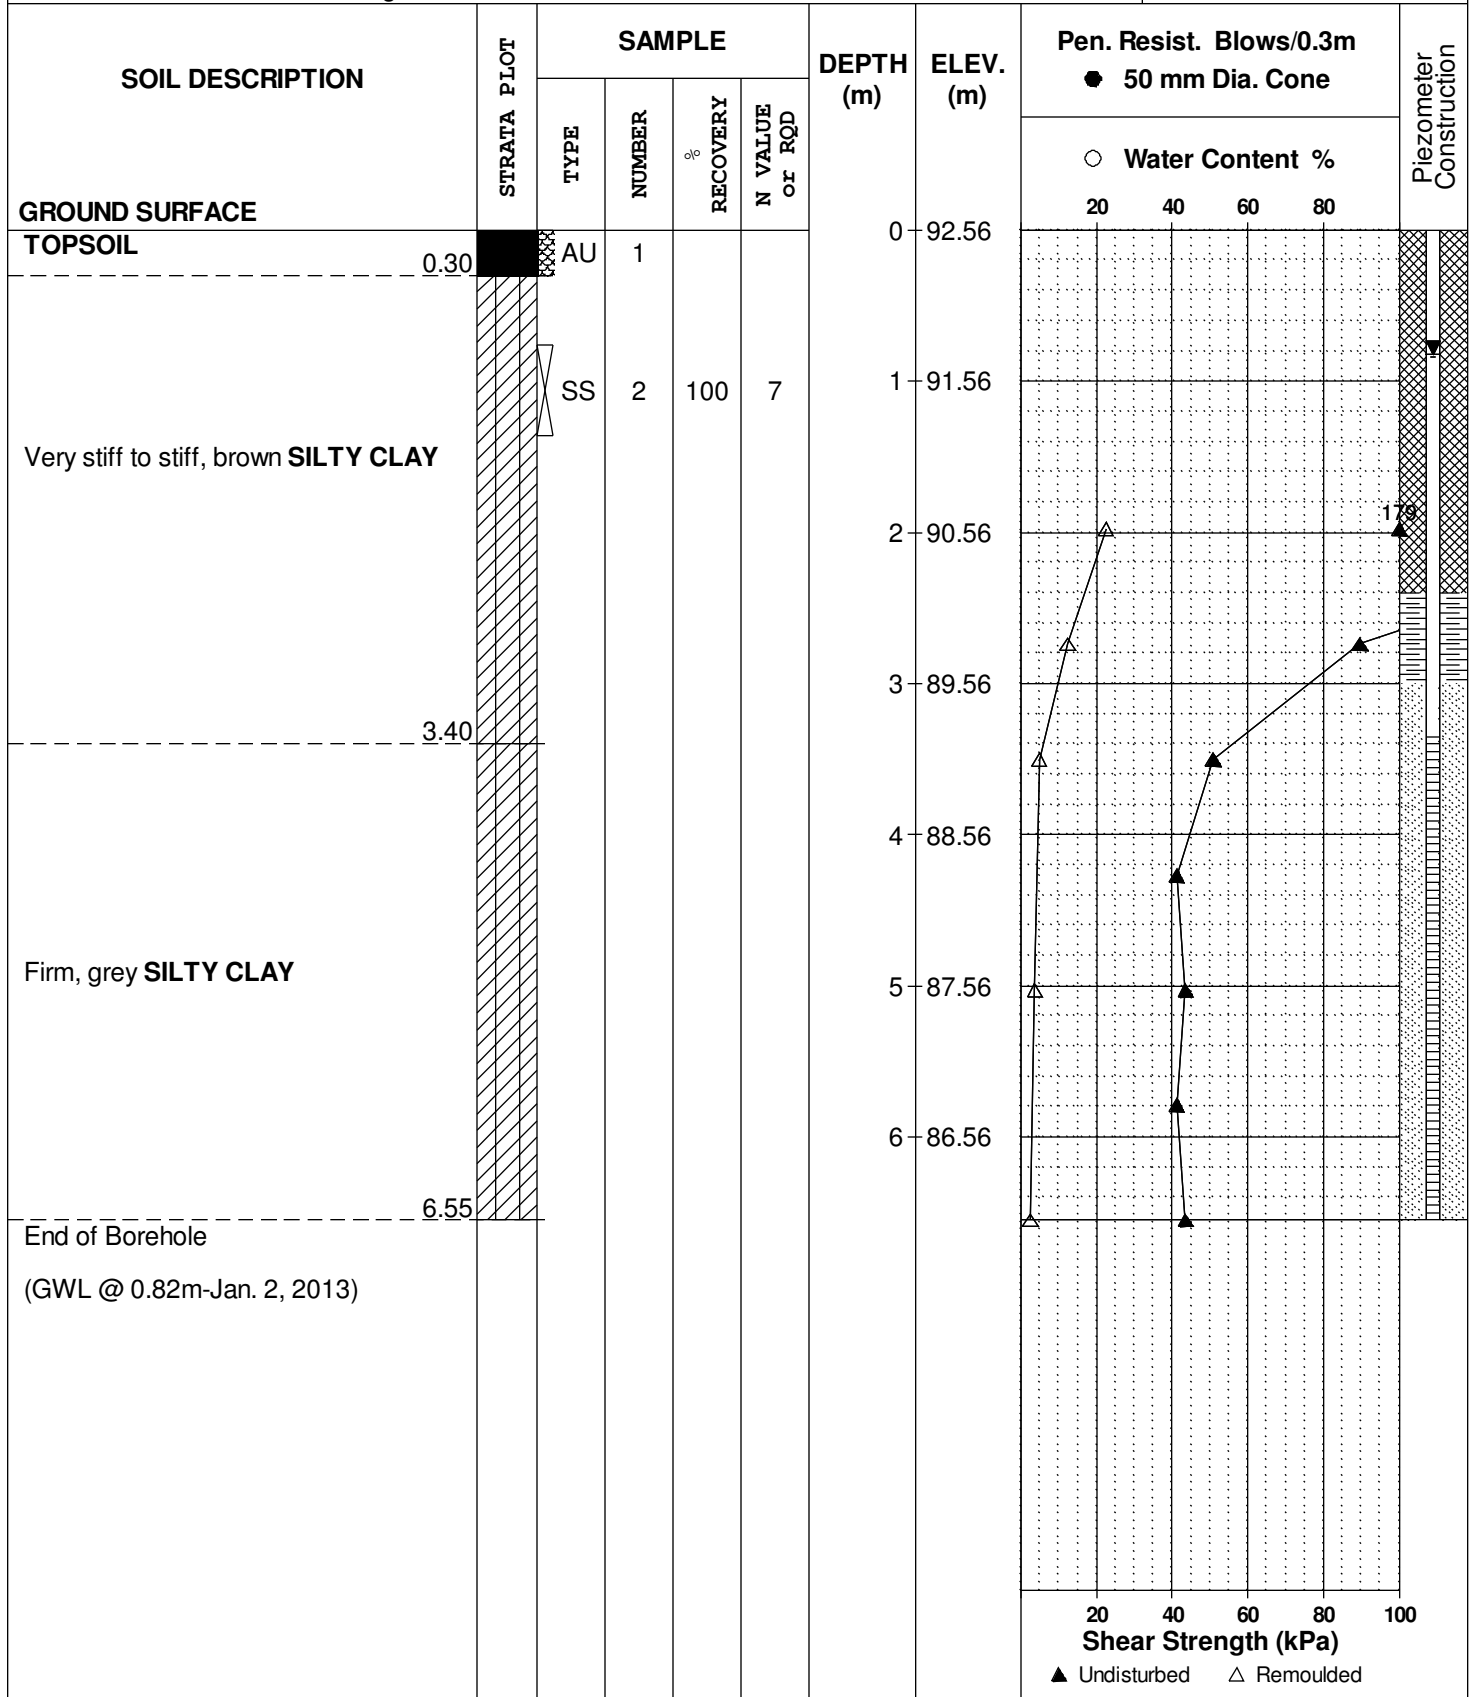 SOIL DESCRIPTION
STRATA PLOT
SAMPLE
TYPE
NUMBER
%
RECOVERY
N VALUE
or RQD
DEPTH
(m)
ELEV.
(m)
Pen. Resist. Blows/0.3m
● 50 mm Dia. Cone
○ Water Content %
20 40 60 80
Piezometer
Construction
GROUND SURFACE
TOPSOIL
0.30
AU 1
0 92.56
SS 2 100 7
1 91.56
Very stiff to stiff, brown SILTY CLAY
179
2 90.56
3 89.56
3.40
4 88.56
Firm, grey SILTY CLAY
5 87.56
6 86.56
6.55
End of Borehole
(GWL @ 0.82m-Jan. 2, 2013)
20 40 60 80 100
Shear Strength (kPa)
▲ Undisturbed △ Remoulded